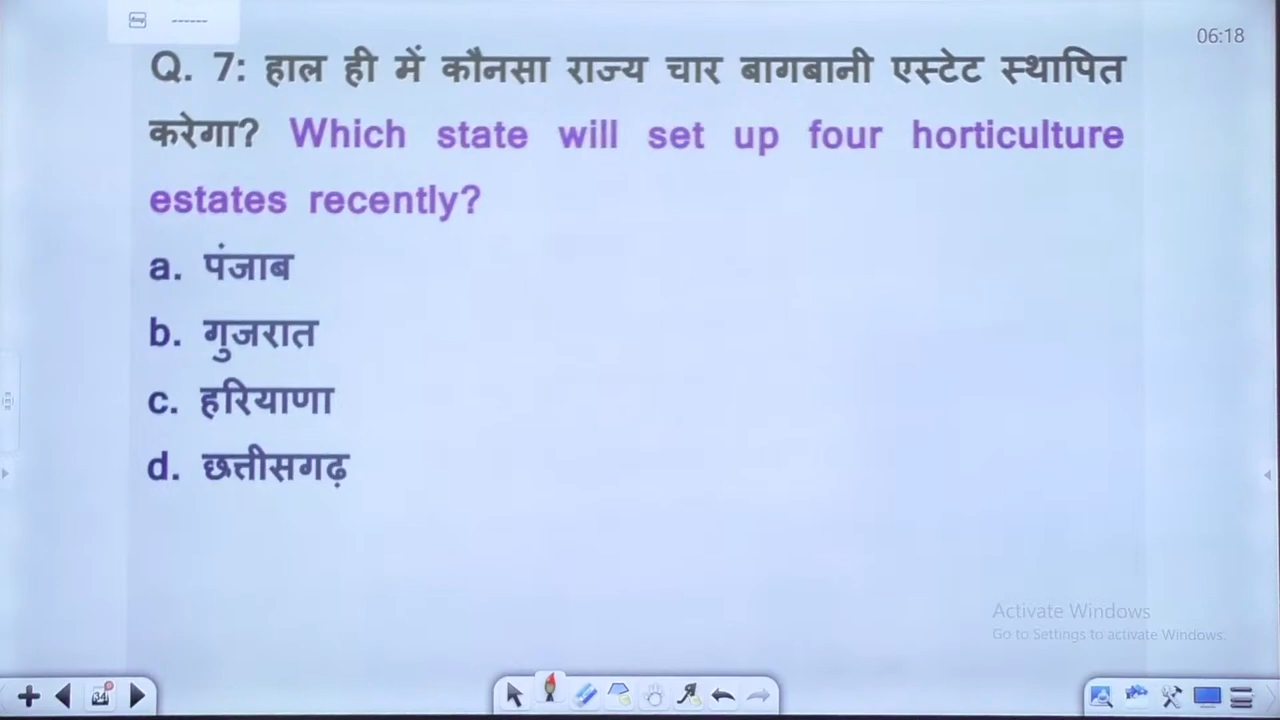 06:18
Q. 7: हाल ही में कौनसा राज्य चार बागबानी एस्टेट स्थापित
करेगा? Which state will set up four horticulture
estates recently?
a. पंजाब
b. गुजरात
c. हरियाणा
d. छत्तीसगढ़
Activate Windows
Go to Settings to activate Windows.
34